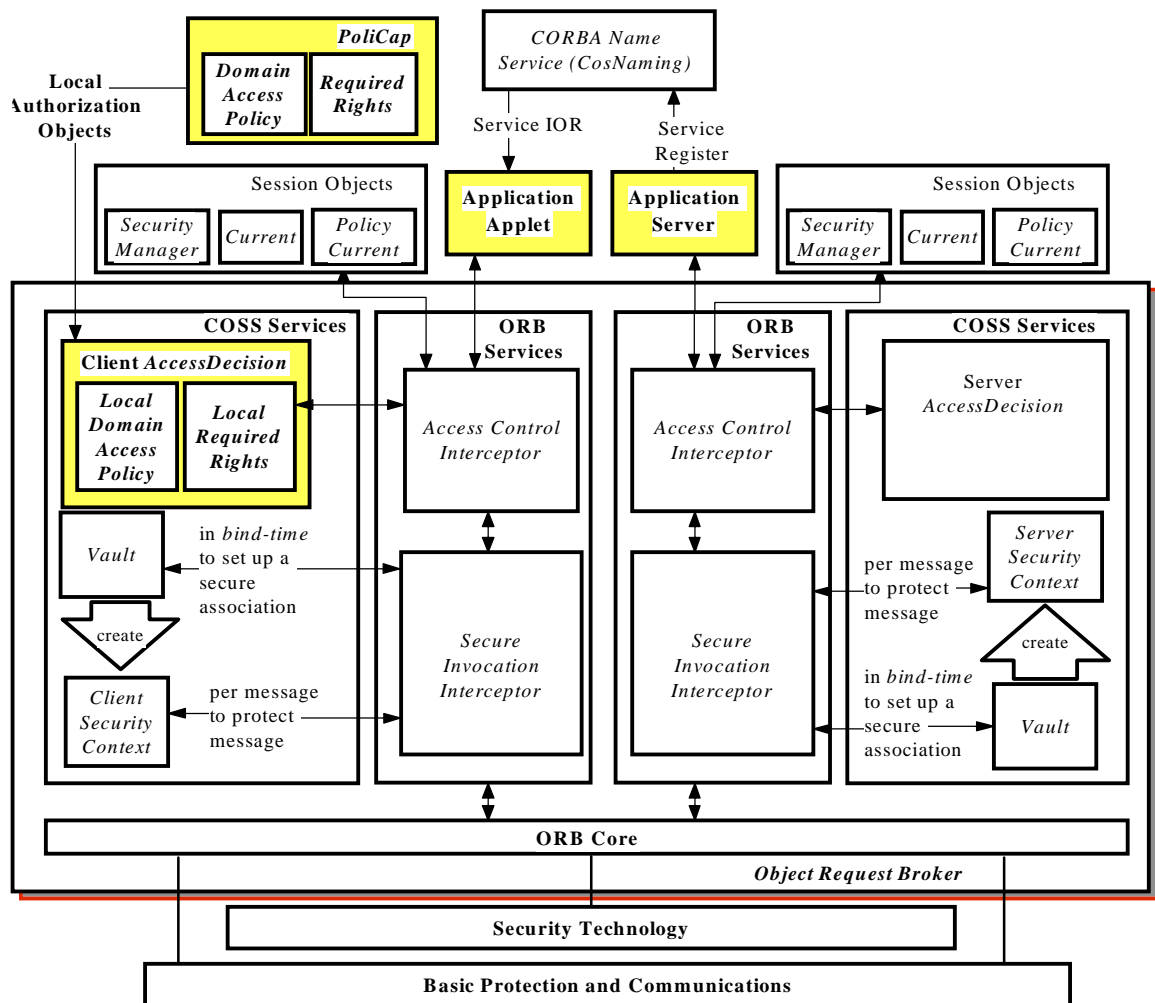 PoliCap
Domain
Access
Policy
Required
Rights
CORBA Name
Service (CosNaming)
Local
Authorization
Objects
Service IOR
Service
Register
Session Objects
Security
Manager
Current
Policy
Current
Application
Applet
Application
Server
Session Objects
Security
Manager
Current
Policy
Current
COSS Services
Client AccessDecision
Local
Domain
Access
Policy
Local
Required
Rights
Vault
in bind-time
to set up a
secure
association
create
Client
Security
Context
per message
to protect
message
ORB
Services
Access Control
Interceptor
Secure
Invocation
Interceptor
ORB
Services
Access Control
Interceptor
Secure
Invocation
Interceptor
COSS Services
Server
AccessDecision
per message
to protect
message
Server
Security
Context
create
in bind-time
to set up a
secure
association
Vault
ORB Core
Object Request Broker
Security Technology
Basic Protection and Communications